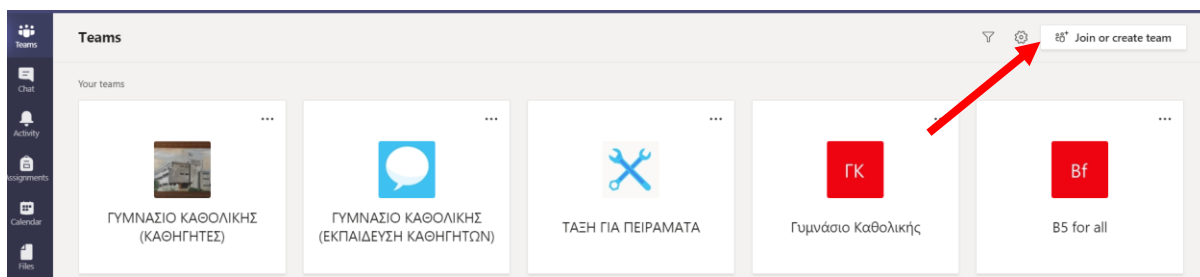 Teams
Chat
Activity
Assignments
Calendar
Files
Teams
Join or create team
Your teams
ΓΥΜΝΑΣΙΟ ΚΑΘΟΛΙΚΗΣ
(ΚΑΘΗΓΗΤΕΣ)
ΓΥΜΝΑΣΙΟ ΚΑΘΟΛΙΚΗΣ
(ΕΚΠΑΙΔΕΥΣΗ ΚΑΘΗΓΗΤΩΝ)
ΤΑΞΗ ΓΙΑ ΠΕΙΡΑΜΑΤΑ
ΓΚ
Γυμνάσιο Καθολικής
Bf
B5 for all